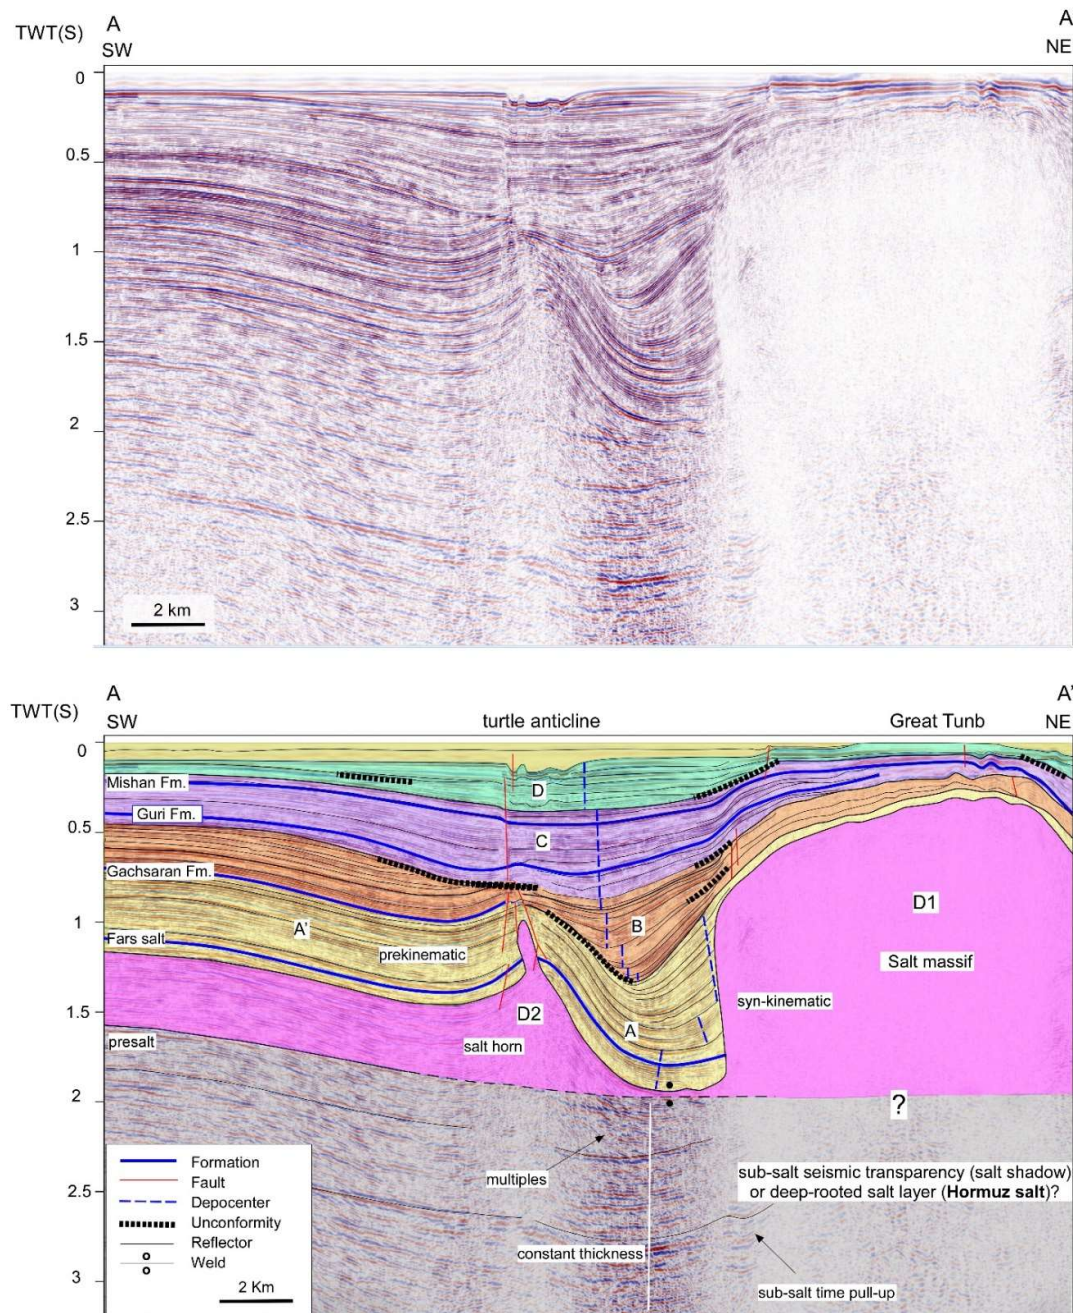 A
A
TWT(S)
SW
NE
0
0.5
1
1.5
2
2.5
3
2 km
A
A'
TWT(S)
SW
turtle anticline
Great Tunb
NE
0
Mishan Fm.
D
Guri Fm.
0.5
C
Gachsaran Fm.
D1
1
A'
B
Fars salt
prekinematic
Salt massif
1.5
D2
A
syn-kinematic
presalt
salt horn
2
?
multiples
sub-salt seismic transparency (salt shadow)
or deep-rooted salt layer (Hormuz salt)?
2.5
constant thickness
sub-salt time pull-up
3
Formation
Fault
Depocenter
Unconformity
Reflector
Weld
2 Km